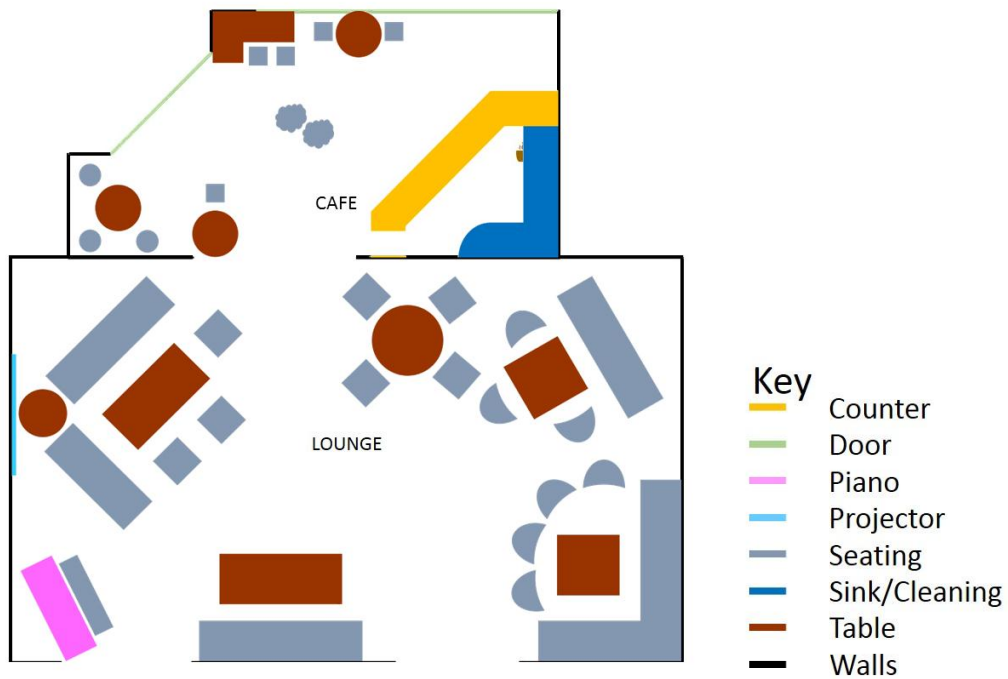 CAFE
LOUNGE
Key
Counter
Door
Piano
Projector
Seating
Sink/Cleaning
Table
Walls